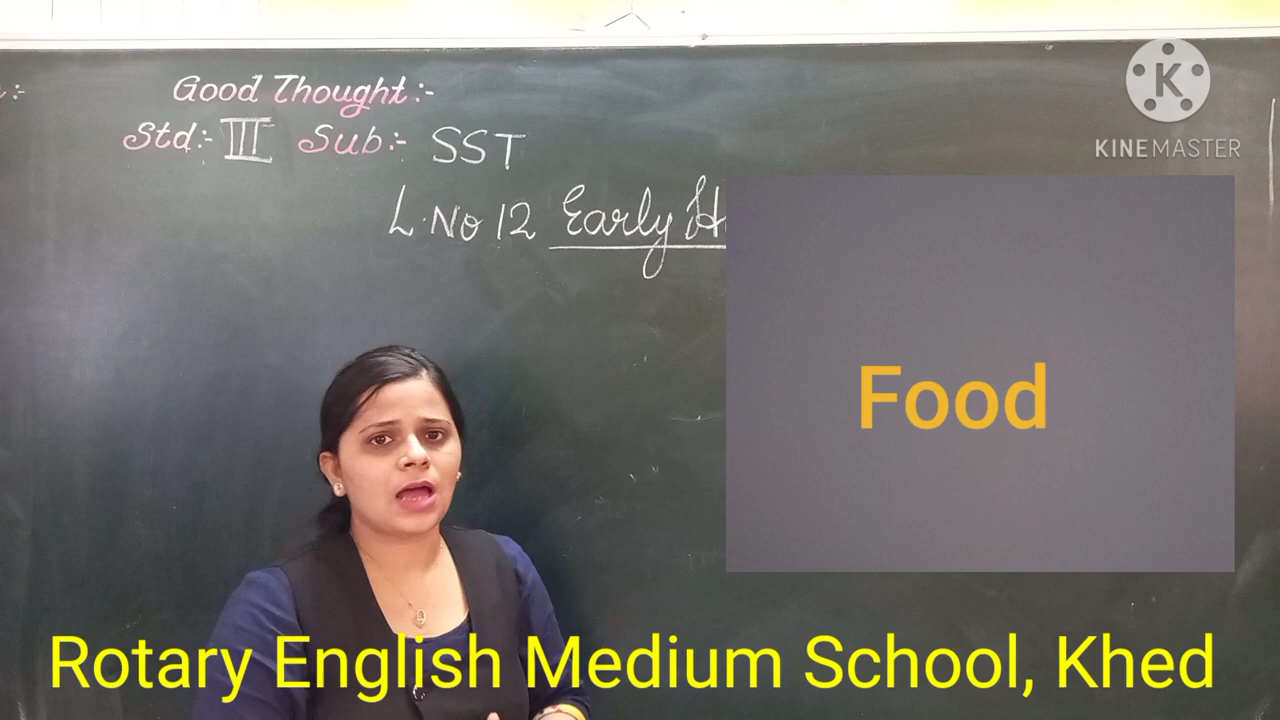 Good Thought:-
Std:- III Sub:- SST
L.No 12 Early
K
KINEMASTER
Food
Rotary English Medium School, Khed